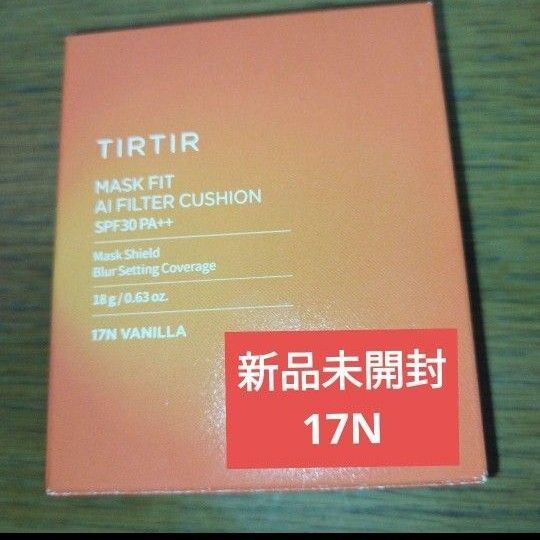 TIRTIR
MASK FIT
AI FILTER CUSHION
SPF30 PA++
Mask Shield
Blur Setting Coverage
18g/0.63 oz.
17N VANILLA
新品未開封
17N